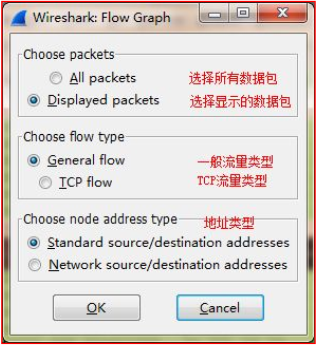 Wireshark: Flow Graph
Choose packets
All packets 选择所有数据包
Displayed packets 选择显示的数据包
Choose flow type
General flow 一般流量类型
TCP flow TCP流量类型
Choose node address type 地址类型
Standard source/destination addresses
Network source/destination addresses
OK Cancel